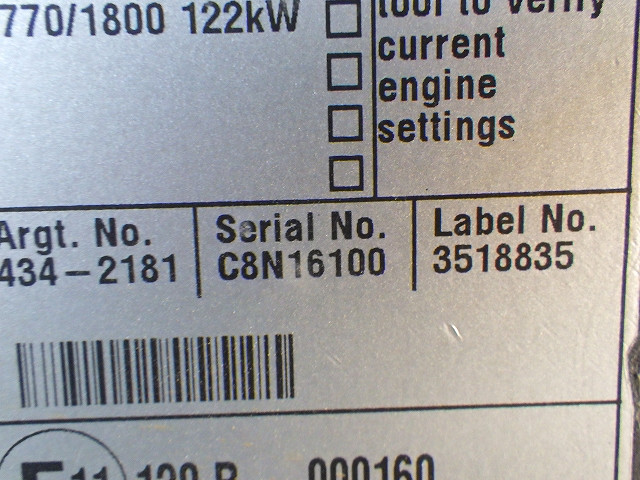 770/1800 122kW
tool to verify
current
engine
settings
Argt. No.
434-2181
Serial No.
C8N16100
Label No.
3518835
E11 120 R 000160